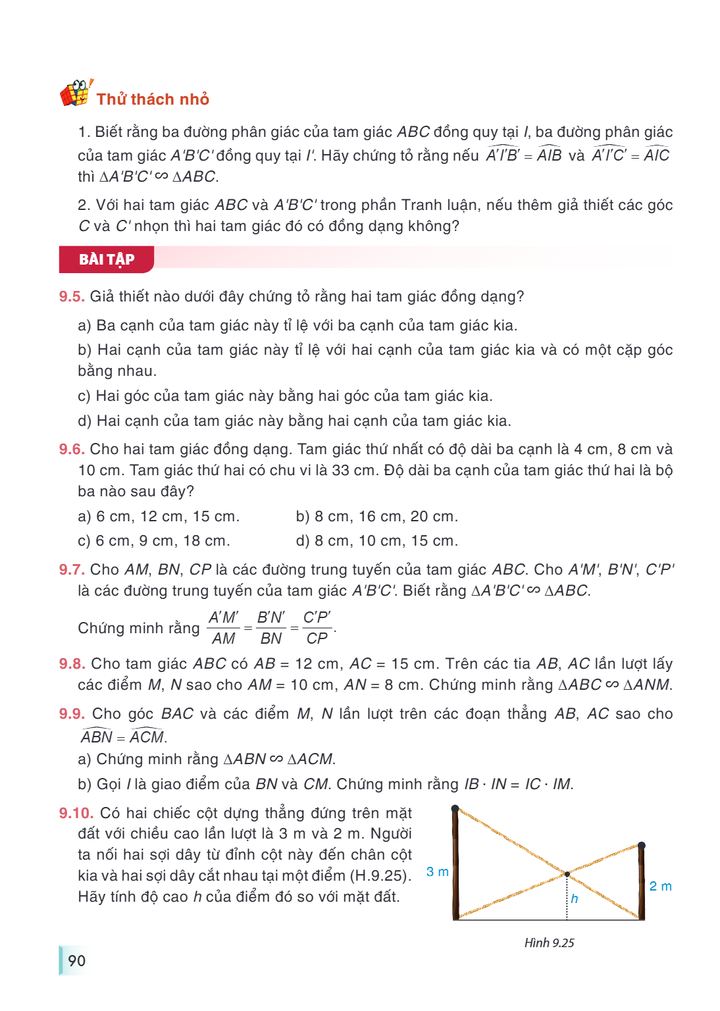 Thử thách nhỏ
1. Biết rằng ba đường phân giác của tam giác ABC đồng quy tại I, ba đường phân giác
của tam giác A'B'C' đồng quy tại I'. Hãy chứng tỏ rằng nếu A'I'B' = AIB và A'I'C' = AIC
thì ∆A'B'C' ∽ ∆ABC.
2. Với hai tam giác ABC và A'B'C' trong phần Tranh luận, nếu thêm giả thiết các góc
C và C' nhọn thì hai tam giác đó có đồng dạng không?
BÀI TẬP
9.5. Giả thiết nào dưới đây chứng tỏ rằng hai tam giác đồng dạng?
a) Ba cạnh của tam giác này tỉ lệ với ba cạnh của tam giác kia.
b) Hai cạnh của tam giác này tỉ lệ với hai cạnh của tam giác kia và có một cặp góc
bằng nhau.
c) Hai góc của tam giác này bằng hai góc của tam giác kia.
d) Hai cạnh của tam giác này bằng hai cạnh của tam giác kia.
9.6. Cho hai tam giác đồng dạng. Tam giác thứ nhất có độ dài ba cạnh là 4 cm, 8 cm và
10 cm. Tam giác thứ hai có chu vi là 33 cm. Độ dài ba cạnh của tam giác thứ hai là bộ
ba nào sau đây?
a) 6 cm, 12 cm, 15 cm. b) 8 cm, 16 cm, 20 cm.
c) 6 cm, 9 cm, 18 cm. d) 8 cm, 10 cm, 15 cm.
9.7. Cho AM, BN, CP là các đường trung tuyến của tam giác ABC. Cho A'M', B'N', C'P'
là các đường trung tuyến của tam giác A'B'C'. Biết rằng ∆A'B'C' ∽ ∆ABC.
Chứng minh rằng A'M'/AM = B'N'/BN = C'P'/CP.
9.8. Cho tam giác ABC có AB = 12 cm, AC = 15 cm. Trên các tia AB, AC lần lượt lấy
các điểm M, N sao cho AM = 10 cm, AN = 8 cm. Chứng minh rằng ∆ABC ∽ ∆ANM.
9.9. Cho góc BAC và các điểm M, N lần lượt trên các đoạn thẳng AB, AC sao cho
ABN = ACM.
a) Chứng minh rằng ∆ABN ∽ ∆ACM.
b) Gọi I là giao điểm của BN và CM. Chứng minh rằng IB · IN = IC · IM.
9.10. Có hai chiếc cột dựng thẳng đứng trên mặt
đất với chiều cao lần lượt là 3 m và 2 m. Người
ta nối hai sợi dây từ đỉnh cột này đến chân cột
kia và hai sợi dây cắt nhau tại một điểm (H.9.25).
Hãy tính độ cao h của điểm đó so với mặt đất.
3 m
2 m
h
Hình 9.25
90